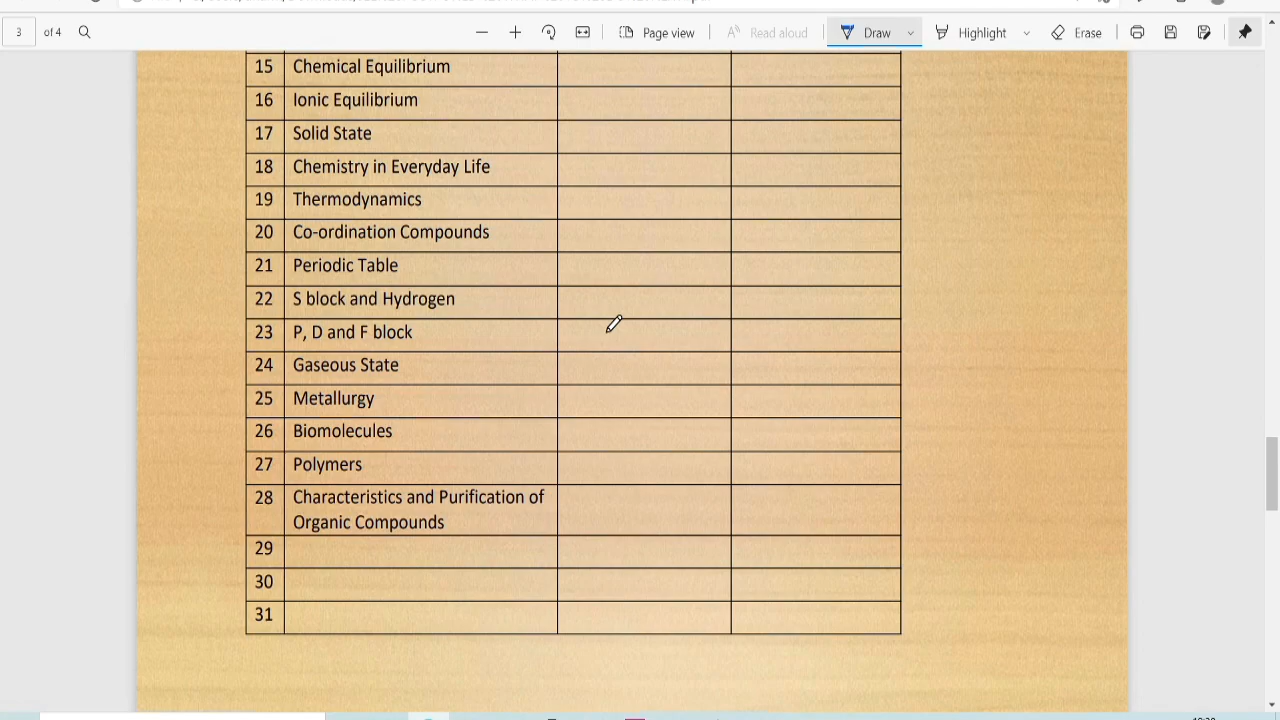 3 of 4 Page view Read aloud Draw Highlight Erase
15 Chemical Equilibrium
16 Ionic Equilibrium
17 Solid State
18 Chemistry in Everyday Life
19 Thermodynamics
20 Co-ordination Compounds
21 Periodic Table
22 S block and Hydrogen
23 P, D and F block
24 Gaseous State
25 Metallurgy
26 Biomolecules
27 Polymers
28 Characteristics and Purification of
Organic Compounds
29
30
31